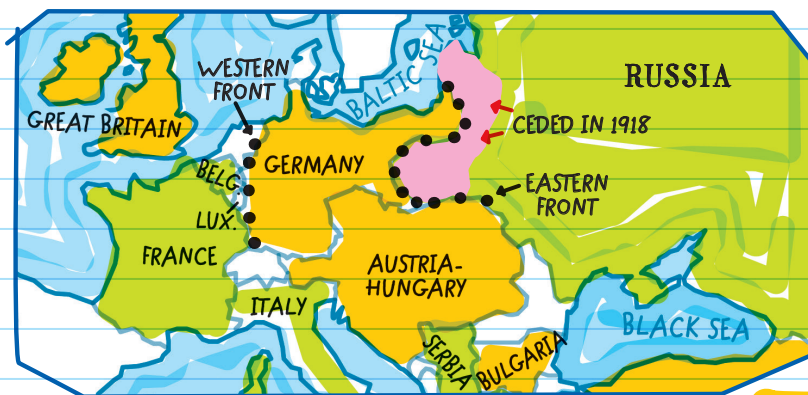 WESTERN
FRONT
BALTIC SEA
RUSSIA
GREAT BRITAIN
CEDED IN 1918
GERMANY
BELG.
EASTERN
FRONT
LUX.
FRANCE
AUSTRIA-
HUNGARY
ITALY
BLACK SEA
SERBIA
BULGARIA